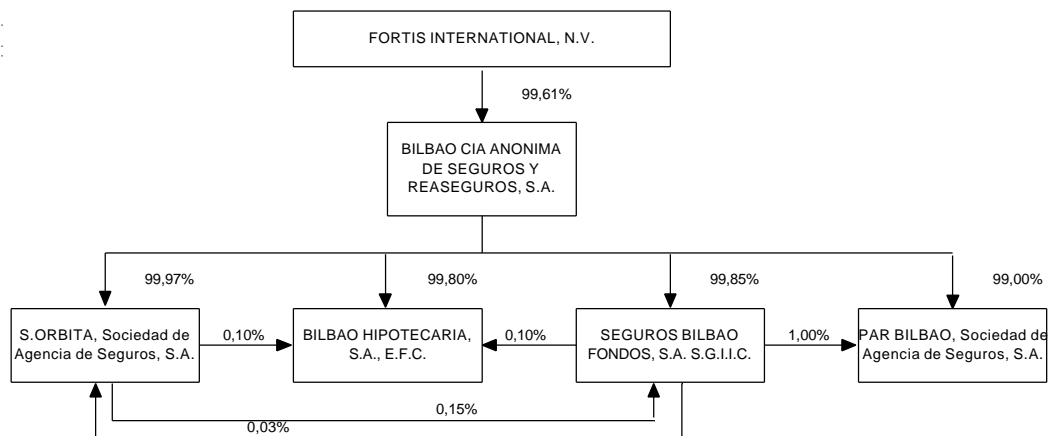 FORTIS INTERNATIONAL, N.V.
99,61%
BILBAO CIA ANONIMA
DE SEGUROS Y
REASEGUROS, S.A.
99,97%
99,80%
99,85%
99,00%
S.ORBITA, Sociedad de
Agencia de Seguros, S.A.
0,10%
BILBAO HIPOTECARIA,
S.A., E.F.C.
0,10%
SEGUROS BILBAO
FONDOS, S.A. S.G.I.I.C.
1,00%
PAR BILBAO, Sociedad de
Agencia de Seguros, S.A.
0,15%
0,03%